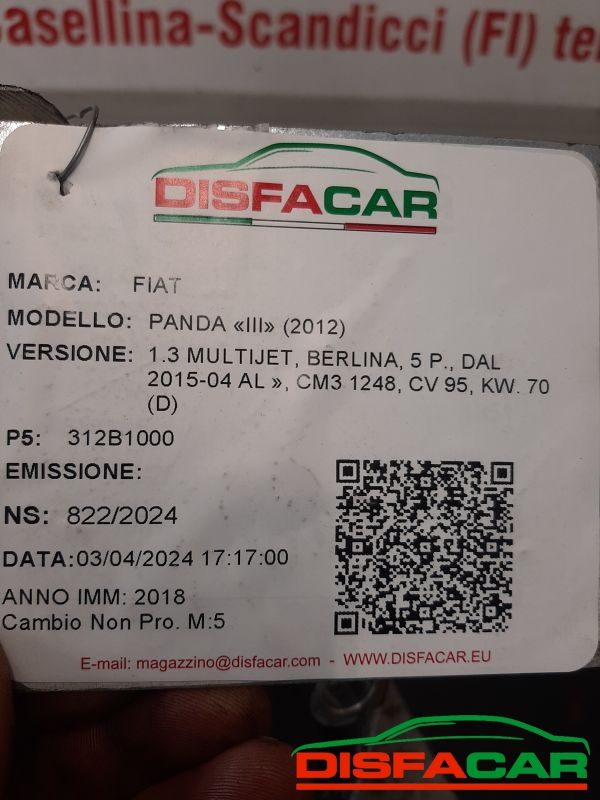 Casellina-Scandicci (FI) tel
DISFACAR
MARCA: FIAT
MODELLO: PANDA «III» (2012)
VERSIONE: 1.3 MULTIJET, BERLINA, 5 P., DAL
2015-04 AL », CM3 1248, CV 95, KW. 70
(D)
P5: 312B1000
EMISSIONE:
NS: 822/2024
DATA:03/04/2024 17:17:00
ANNO IMM: 2018
Cambio Non Pro. M:5
E-mail: magazzino@disfacar.com - WWW.DISFACAR.EU
DISFACAR